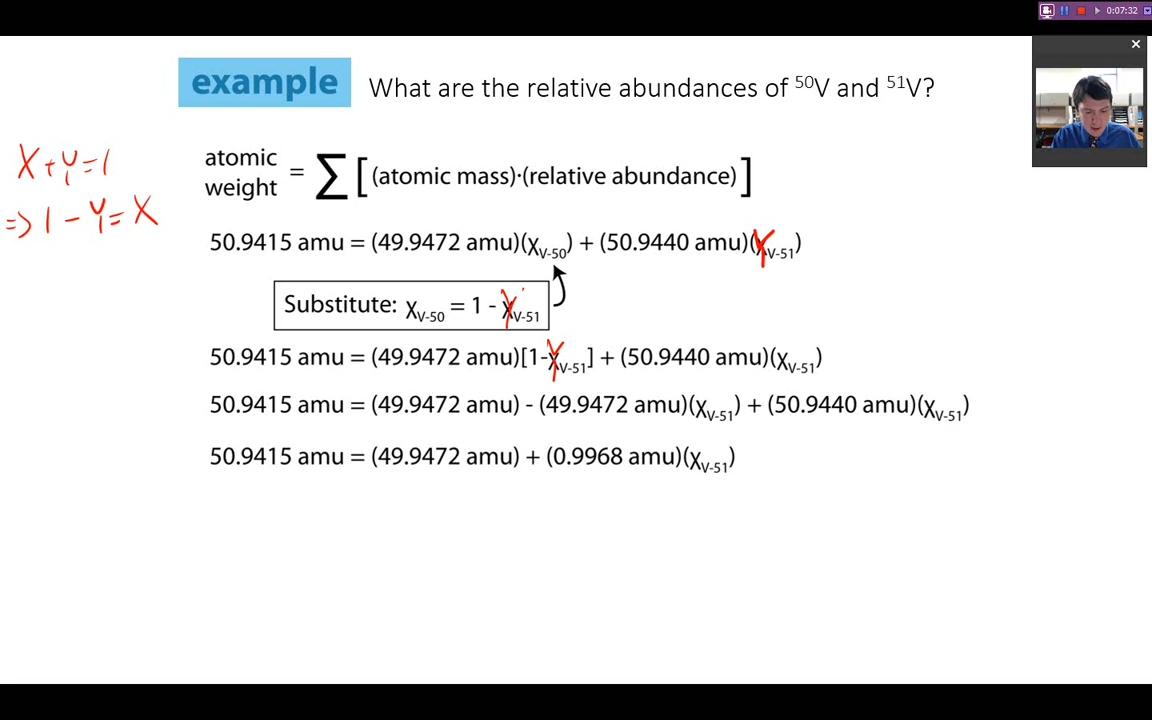 0:07:32
example What are the relative abundances of ⁵⁰V and ⁵¹V?
X + Y = 1
⇒ 1 - Y = X
atomic weight = ∑ [(atomic mass)·(relative abundance)]
50.9415 amu = (49.9472 amu)(χV-50) + (50.9440 amu)(χV-51)
Substitute: χV-50 = 1 - χV-51
50.9415 amu = (49.9472 amu)[1-χV-51] + (50.9440 amu)(χV-51)
50.9415 amu = (49.9472 amu) - (49.9472 amu)(χV-51) + (50.9440 amu)(χV-51)
50.9415 amu = (49.9472 amu) + (0.9968 amu)(χV-51)